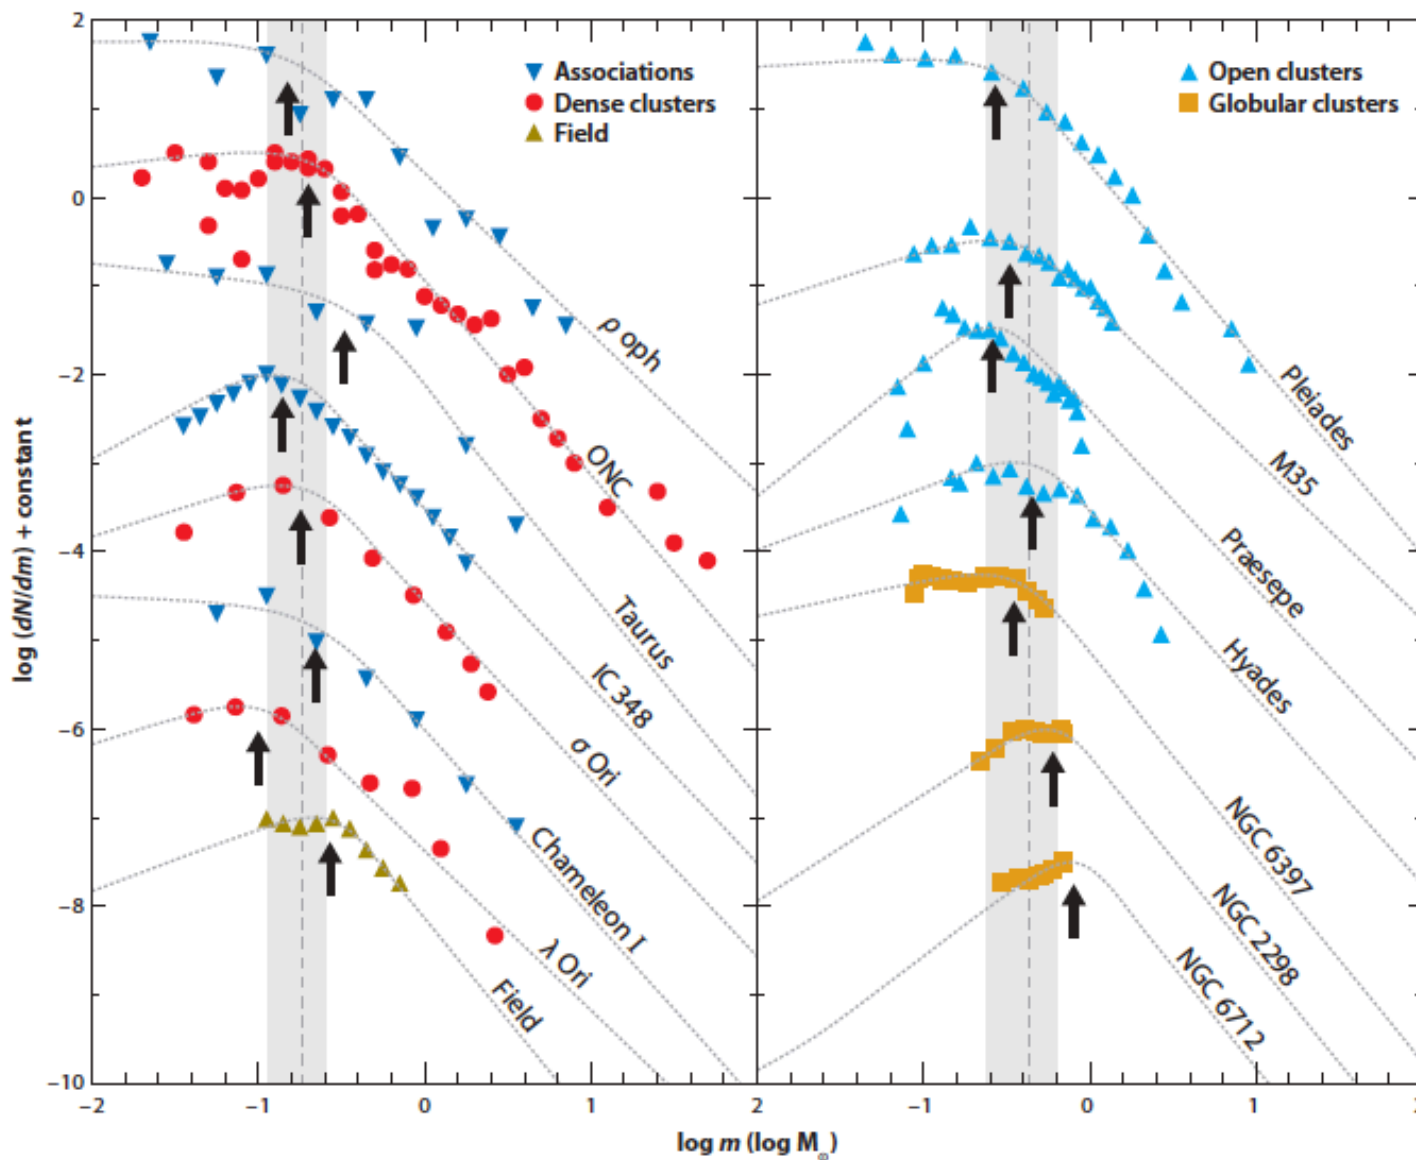 2
0
−2
−4
−6
−8
−10
log (dN/dm) + constant
Associations
Dense clusters
Field
ρ oph
ONC
Taurus
IC 348
σ Ori
Chameleon I
λ Ori
Field
−2
−1
0
1
2
Open clusters
Globular clusters
Pleiades
M35
Praesepe
Hyades
NGC 6397
NGC 2298
NGC 6712
−1
0
1
2
log m (log M⊙)